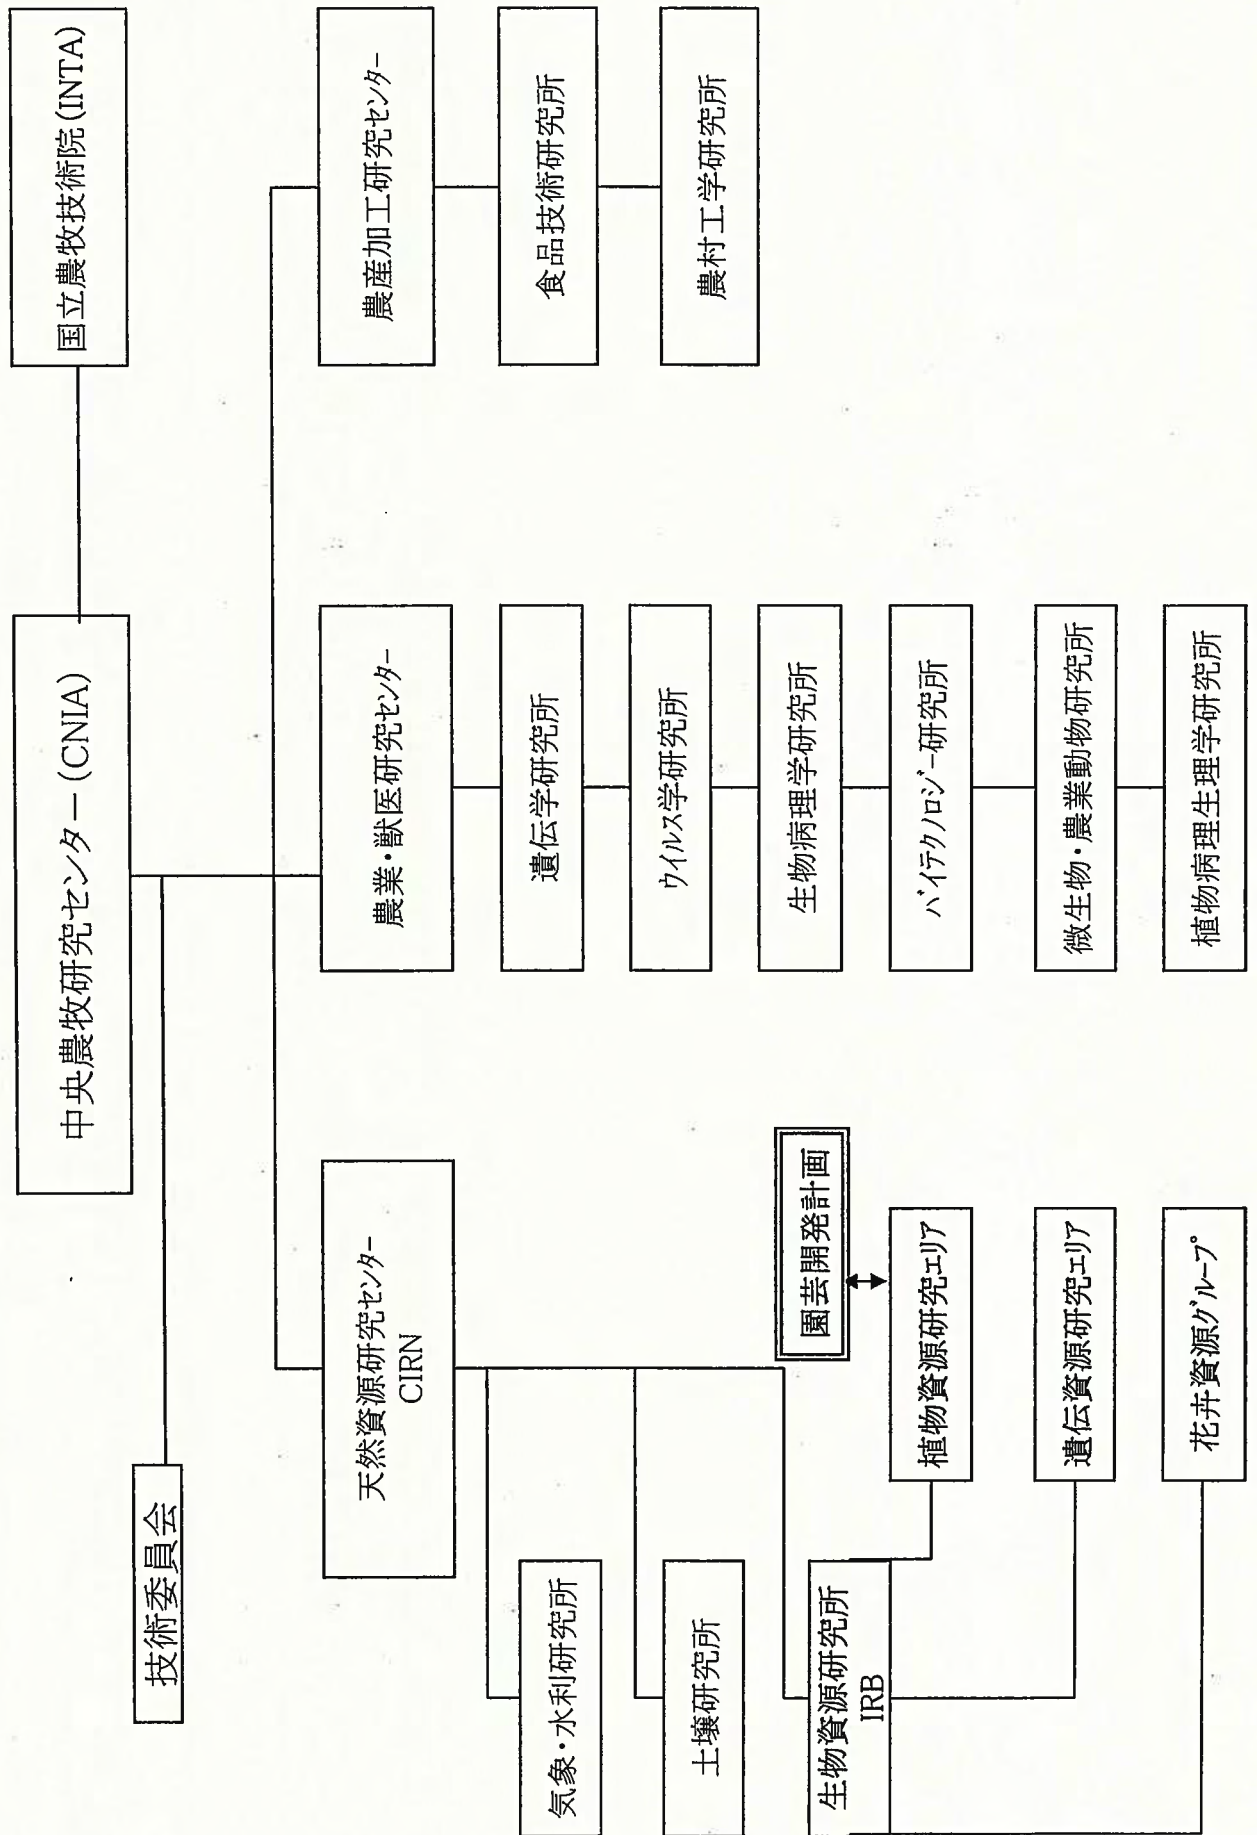 国立農牧技術院(INTA)
中央農牧研究センター(CNIA)
技術委員会
天然資源研究センター
CIRN
気象・水利研究所
土壌研究所
生物資源研究所
IRB
園芸開発計画
植物資源研究エリア
遺伝資源研究エリア
花卉資源グループ
農業・獣医研究センター
遺伝学研究所
ウイルス学研究所
生物病理学研究所
バイテクノロジー研究所
微生物・農業動物研究所
植物病理生理学研究所
農産加工研究センター
食品技術研究所
農村工学研究所